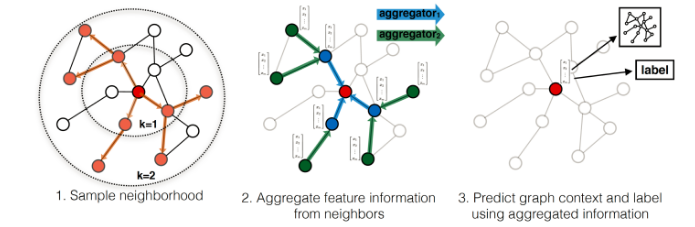 aggregator₁
aggregator₂
label
k=1
k=2
1. Sample neighborhood
2. Aggregate feature information
from neighbors
3. Predict graph context and label
using aggregated information